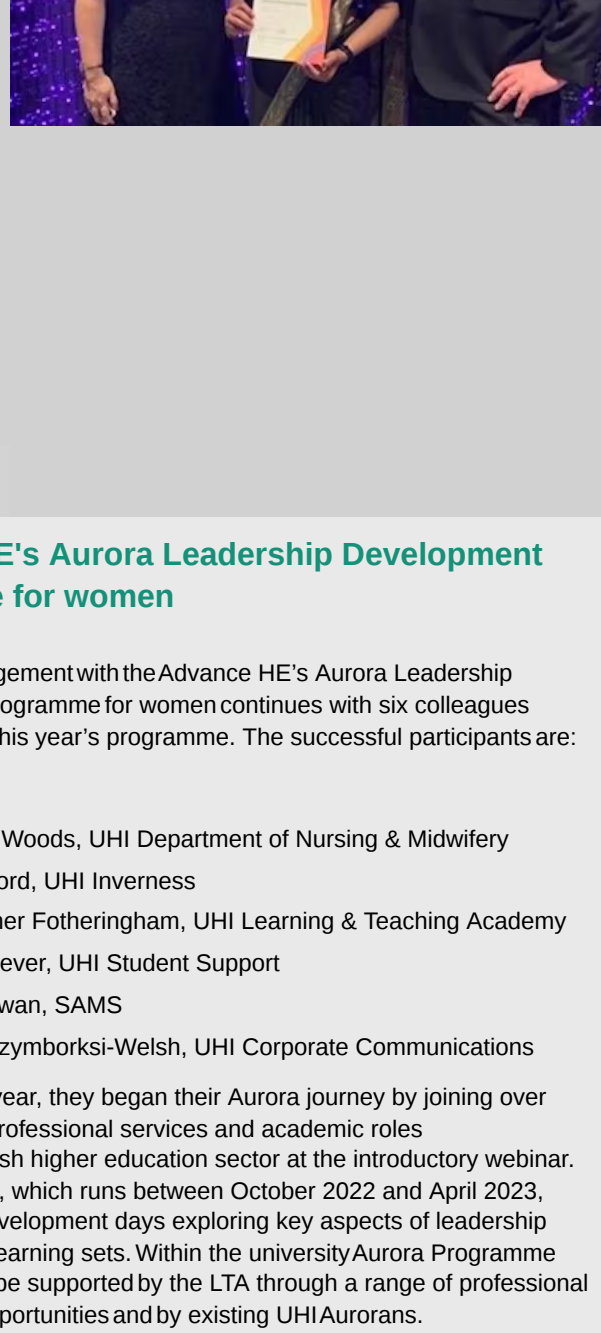 E's Aurora Leadership Development
e for women
gement with the Advance HE’s Aurora Leadership
ogramme for women continues with six colleagues
his year’s programme. The successful participants are:
Woods, UHI Department of Nursing & Midwifery
ord, UHI Inverness
ner Fotheringham, UHI Learning & Teaching Academy
ever, UHI Student Support
wan, SAMS
zymborksi-Welsh, UHI Corporate Communications
year, they began their Aurora journey by joining over
rofessional services and academic roles
sh higher education sector at the introductory webinar.
, which runs between October 2022 and April 2023,
velopment days exploring key aspects of leadership
earning sets. Within the university Aurora Programme
be supported by the LTA through a range of professional
portunities and by existing UHI Aurorans.